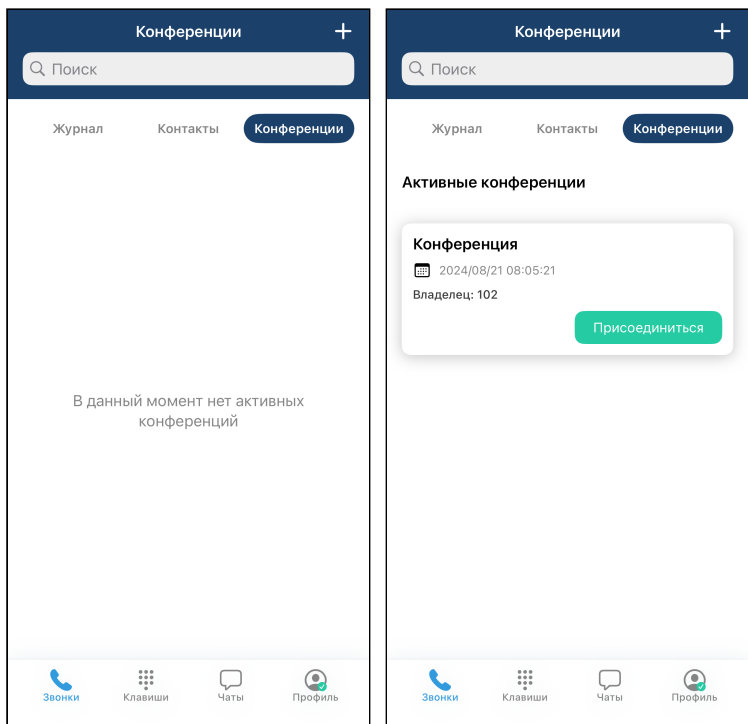 Конференции
Поиск
Журнал Контакты Конференции
В данный момент нет активных
конференций
Звонки Клавиши Чаты Профиль
Конференции
Поиск
Журнал Контакты Конференции
Активные конференции
Конференция
2024/08/21 08:05:21
Владелец: 102
Присоединиться
Звонки Клавиши Чаты Профиль